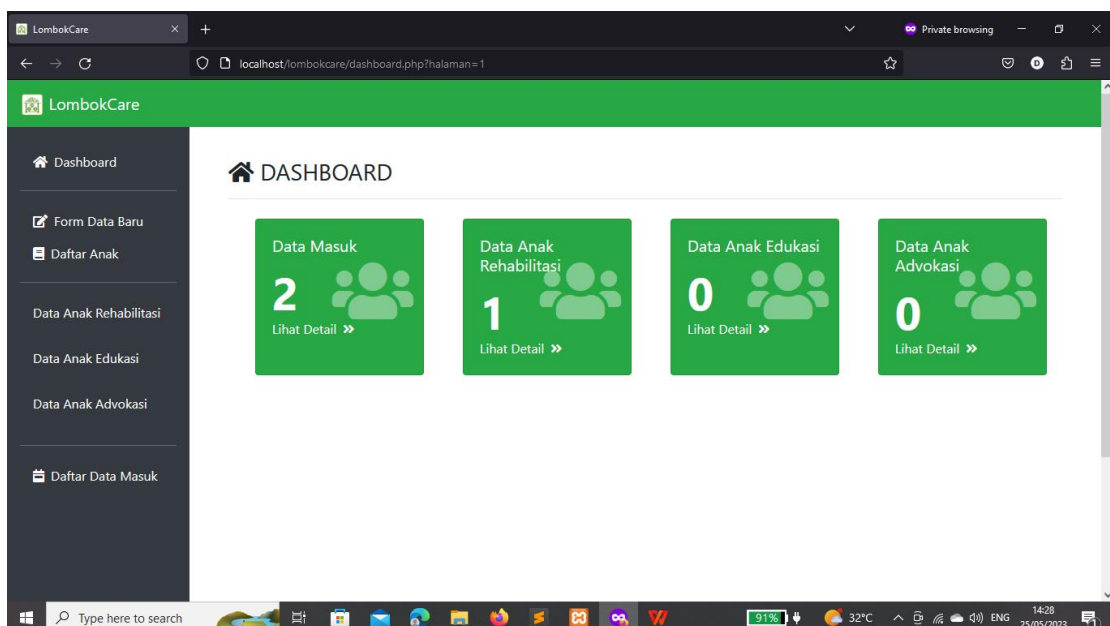 LombokCare
Private browsing
localhost/lombokcare/dashboard.php?halaman=1
LombokCare
Dashboard
Form Data Baru
Daftar Anak
Data Anak Rehabilitasi
Data Anak Edukasi
Data Anak Advokasi
Daftar Data Masuk
DASHBOARD
Data Masuk
2
Lihat Detail »
Data Anak
Rehabilitasi
1
Lihat Detail »
Data Anak Edukasi
0
Lihat Detail »
Data Anak
Advokasi
0
Lihat Detail »
Type here to search
91%
32°C
ENG
14:28
25/05/2023